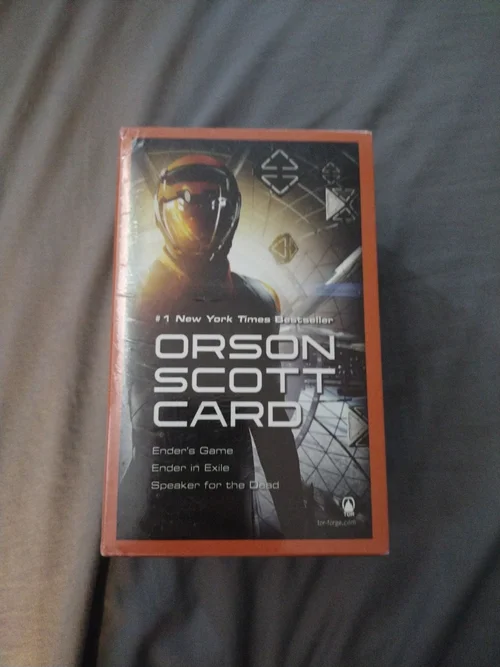 #1 New York Times Bestseller
ORSON
SCOTT
CARD
Ender's Game
Ender in Exile
Speaker for the Dead
TOR
tor-forge.com